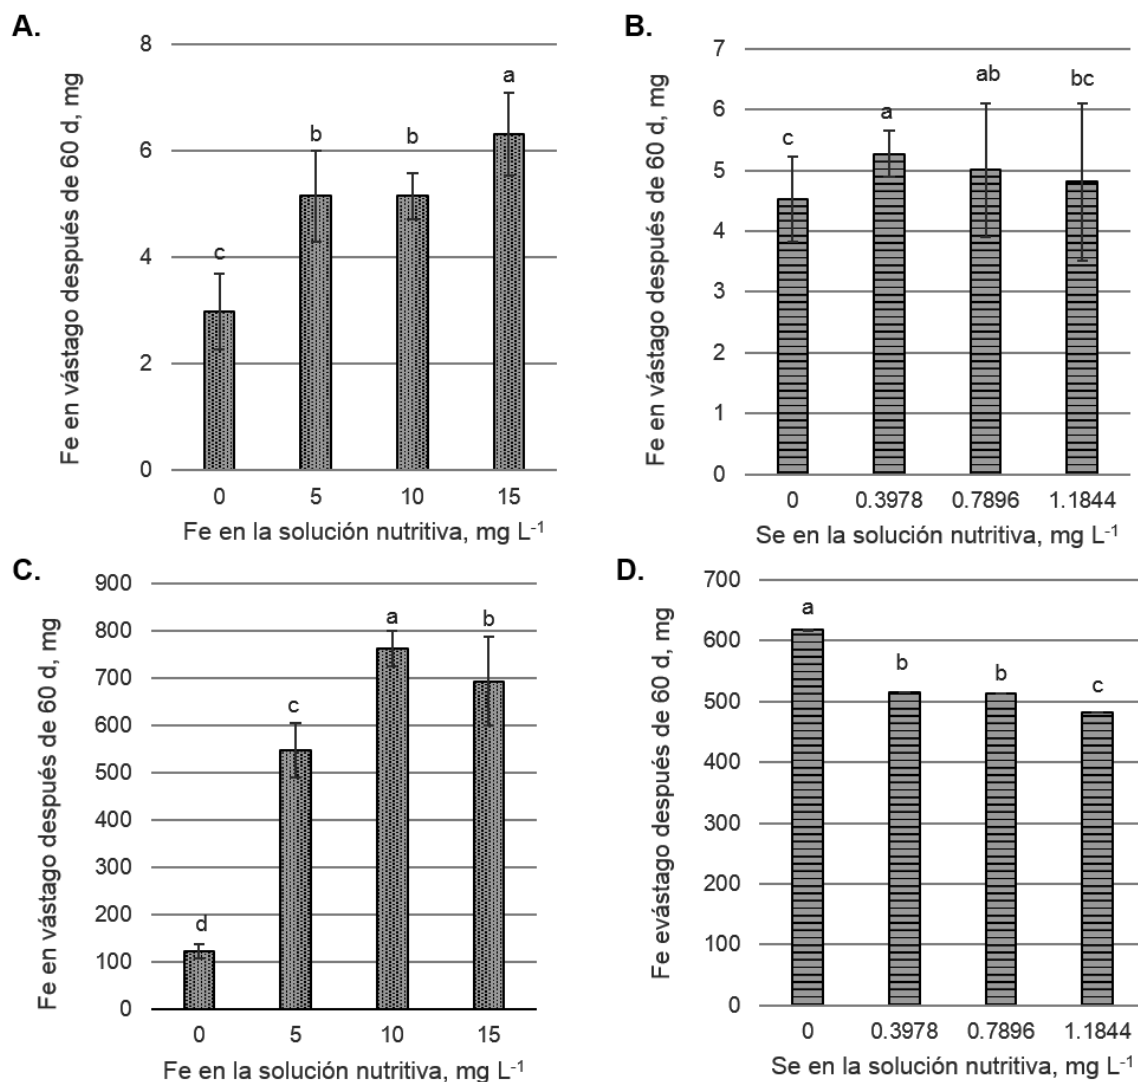 A.
Fe en vástago después de 60 d, mg
8
6
4
2
0
c
b
b
a
0 5 10 15
Fe en la solución nutritiva, mg L-1
B.
Fe en vástago después de 60 d, mg
7
6
5
4
3
2
1
0
c
a
ab
bc
0 0.3978 0.7896 1.1844
Se en la solución nutritiva, mg L-1
C.
Fe en vástago después de 60 d, mg
900
800
700
600
500
400
300
200
100
0
d
c
a
b
0 5 10 15
Fe en la solución nutritiva, mg L-1
D.
Fe evástago después de 60 d, mg
700
600
500
400
300
200
100
0
a
b
b
c
0 0.3978 0.7896 1.1844
Se en la solución nutritiva, mg L-1